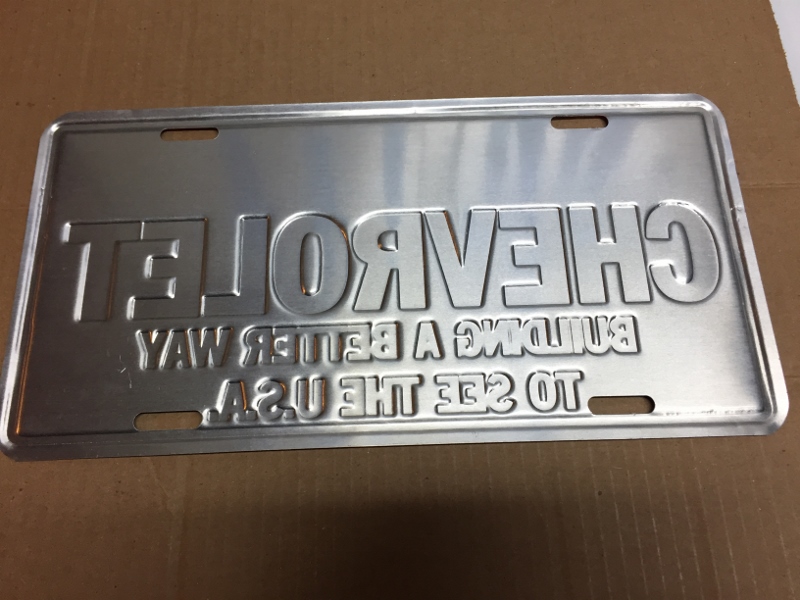 CHEVROLET
BUILDING A BETTER WAY
TO SEE THE U.S.A.